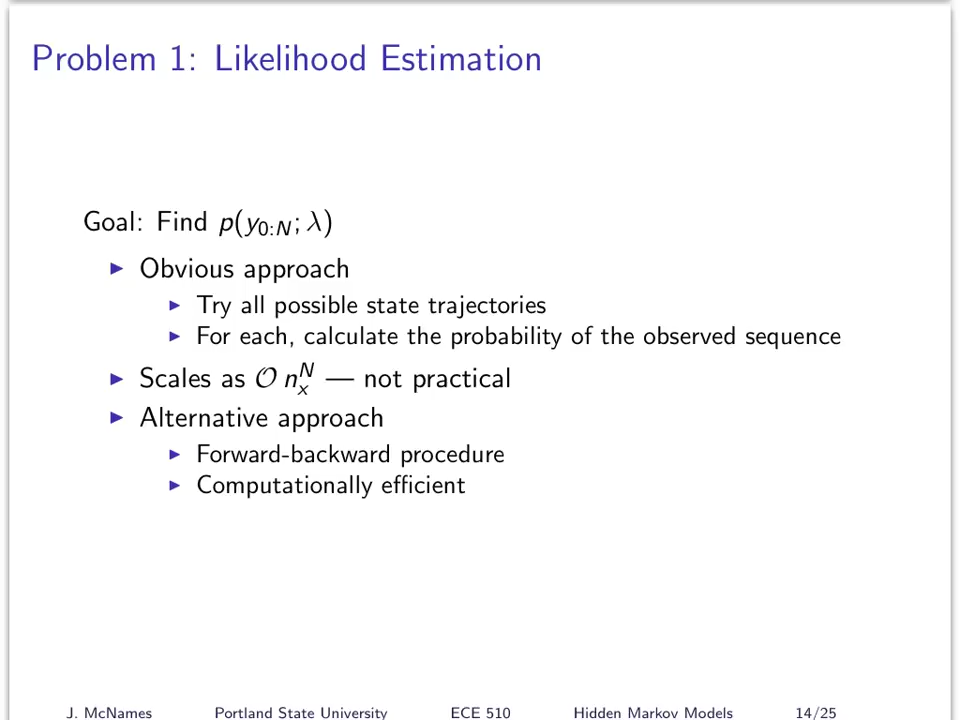 Problem 1: Likelihood Estimation
Goal: Find p(y0:N; λ)
▶ Obvious approach
▶ Try all possible state trajectories
▶ For each, calculate the probability of the observed sequence
▶ Scales as O nxN — not practical
▶ Alternative approach
▶ Forward-backward procedure
▶ Computationally efficient
J. McNames Portland State University ECE 510 Hidden Markov Models 14/25